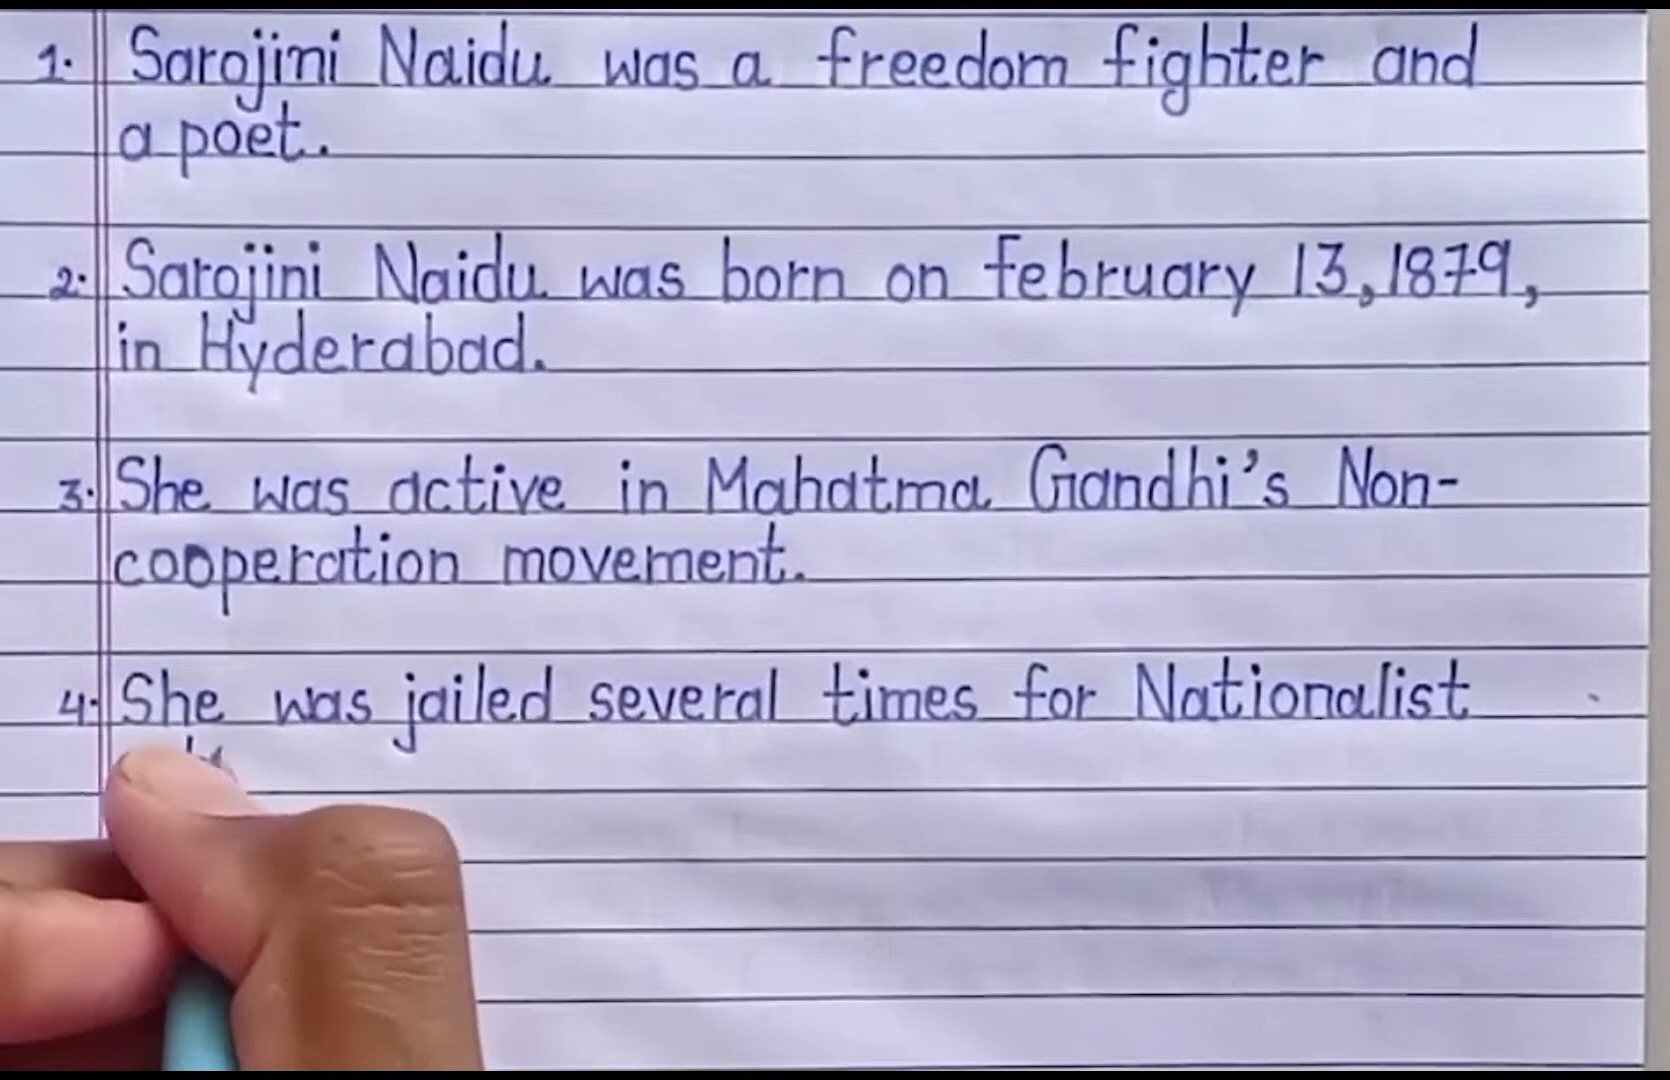 1. Sarojini Naidu was a freedom fighter and
a poet.
2. Sarojini Naidu was born on february 13, 1879,
in Hyderabad.
3. She was active in Mahatma Gandhi's Non-
cooperation movement.
4. She was jailed several times for Nationalist